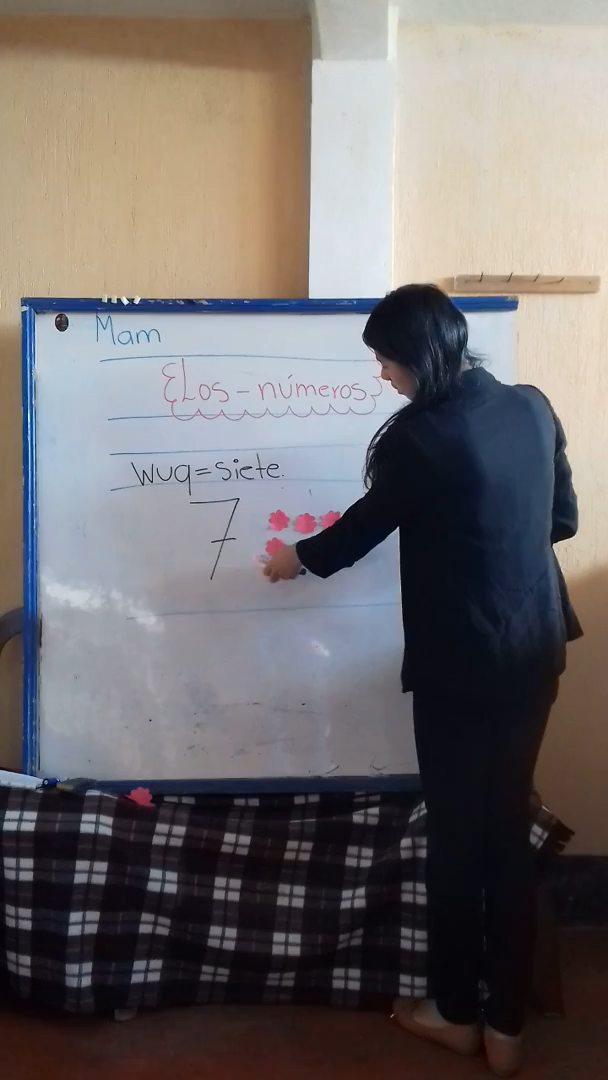 Mam
{Los - números}
wuq = siete.
7